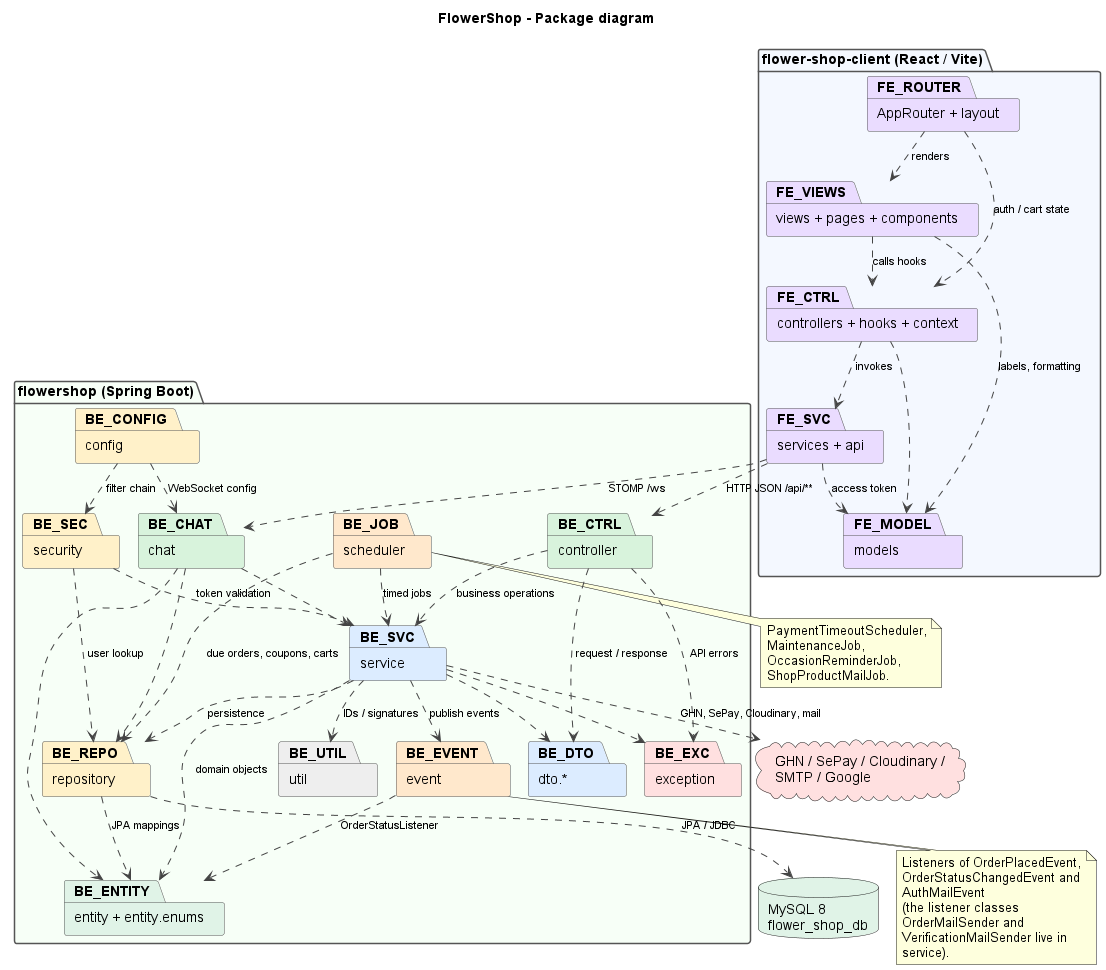 FlowerShop - Package diagram
flower-shop-client (React / Vite)
FE_ROUTER
AppRouter + layout
renders
FE_VIEWS
views + pages + components
auth / cart state
calls hooks
FE_CTRL
controllers + hooks + context
invokes
labels, formatting
FE_SVC
services + api
access token
FE_MODEL
models
flowershop (Spring Boot)
BE_CONFIG
config
filter chain
WebSocket config
STOMP /ws
HTTP JSON /api/**
BE_SEC
security
BE_CHAT
chat
BE_JOB
scheduler
BE_CTRL
controller
token validation
timed jobs
business operations
BE_SVC
service
user lookup
due orders, coupons, carts
request / response
API errors
PaymentTimeoutScheduler,
MaintenanceJob,
OccasionReminderJob,
ShopProductMailJob.
persistence
IDs / signatures
publish events
GHN, SePay, Cloudinary, mail
BE_REPO
repository
domain objects
BE_UTIL
util
BE_EVENT
event
BE_DTO
dto.*
BE_EXC
exception
GHN / SePay / Cloudinary /
SMTP / Google
JPA mappings
OrderStatusListener
JPA / JDBC
BE_ENTITY
entity + entity.enums
MySQL 8
flower_shop_db
Listeners of OrderPlacedEvent,
OrderStatusChangedEvent and
AuthMailEvent
(the listener classes
OrderMailSender and
VerificationMailSender live in
service).